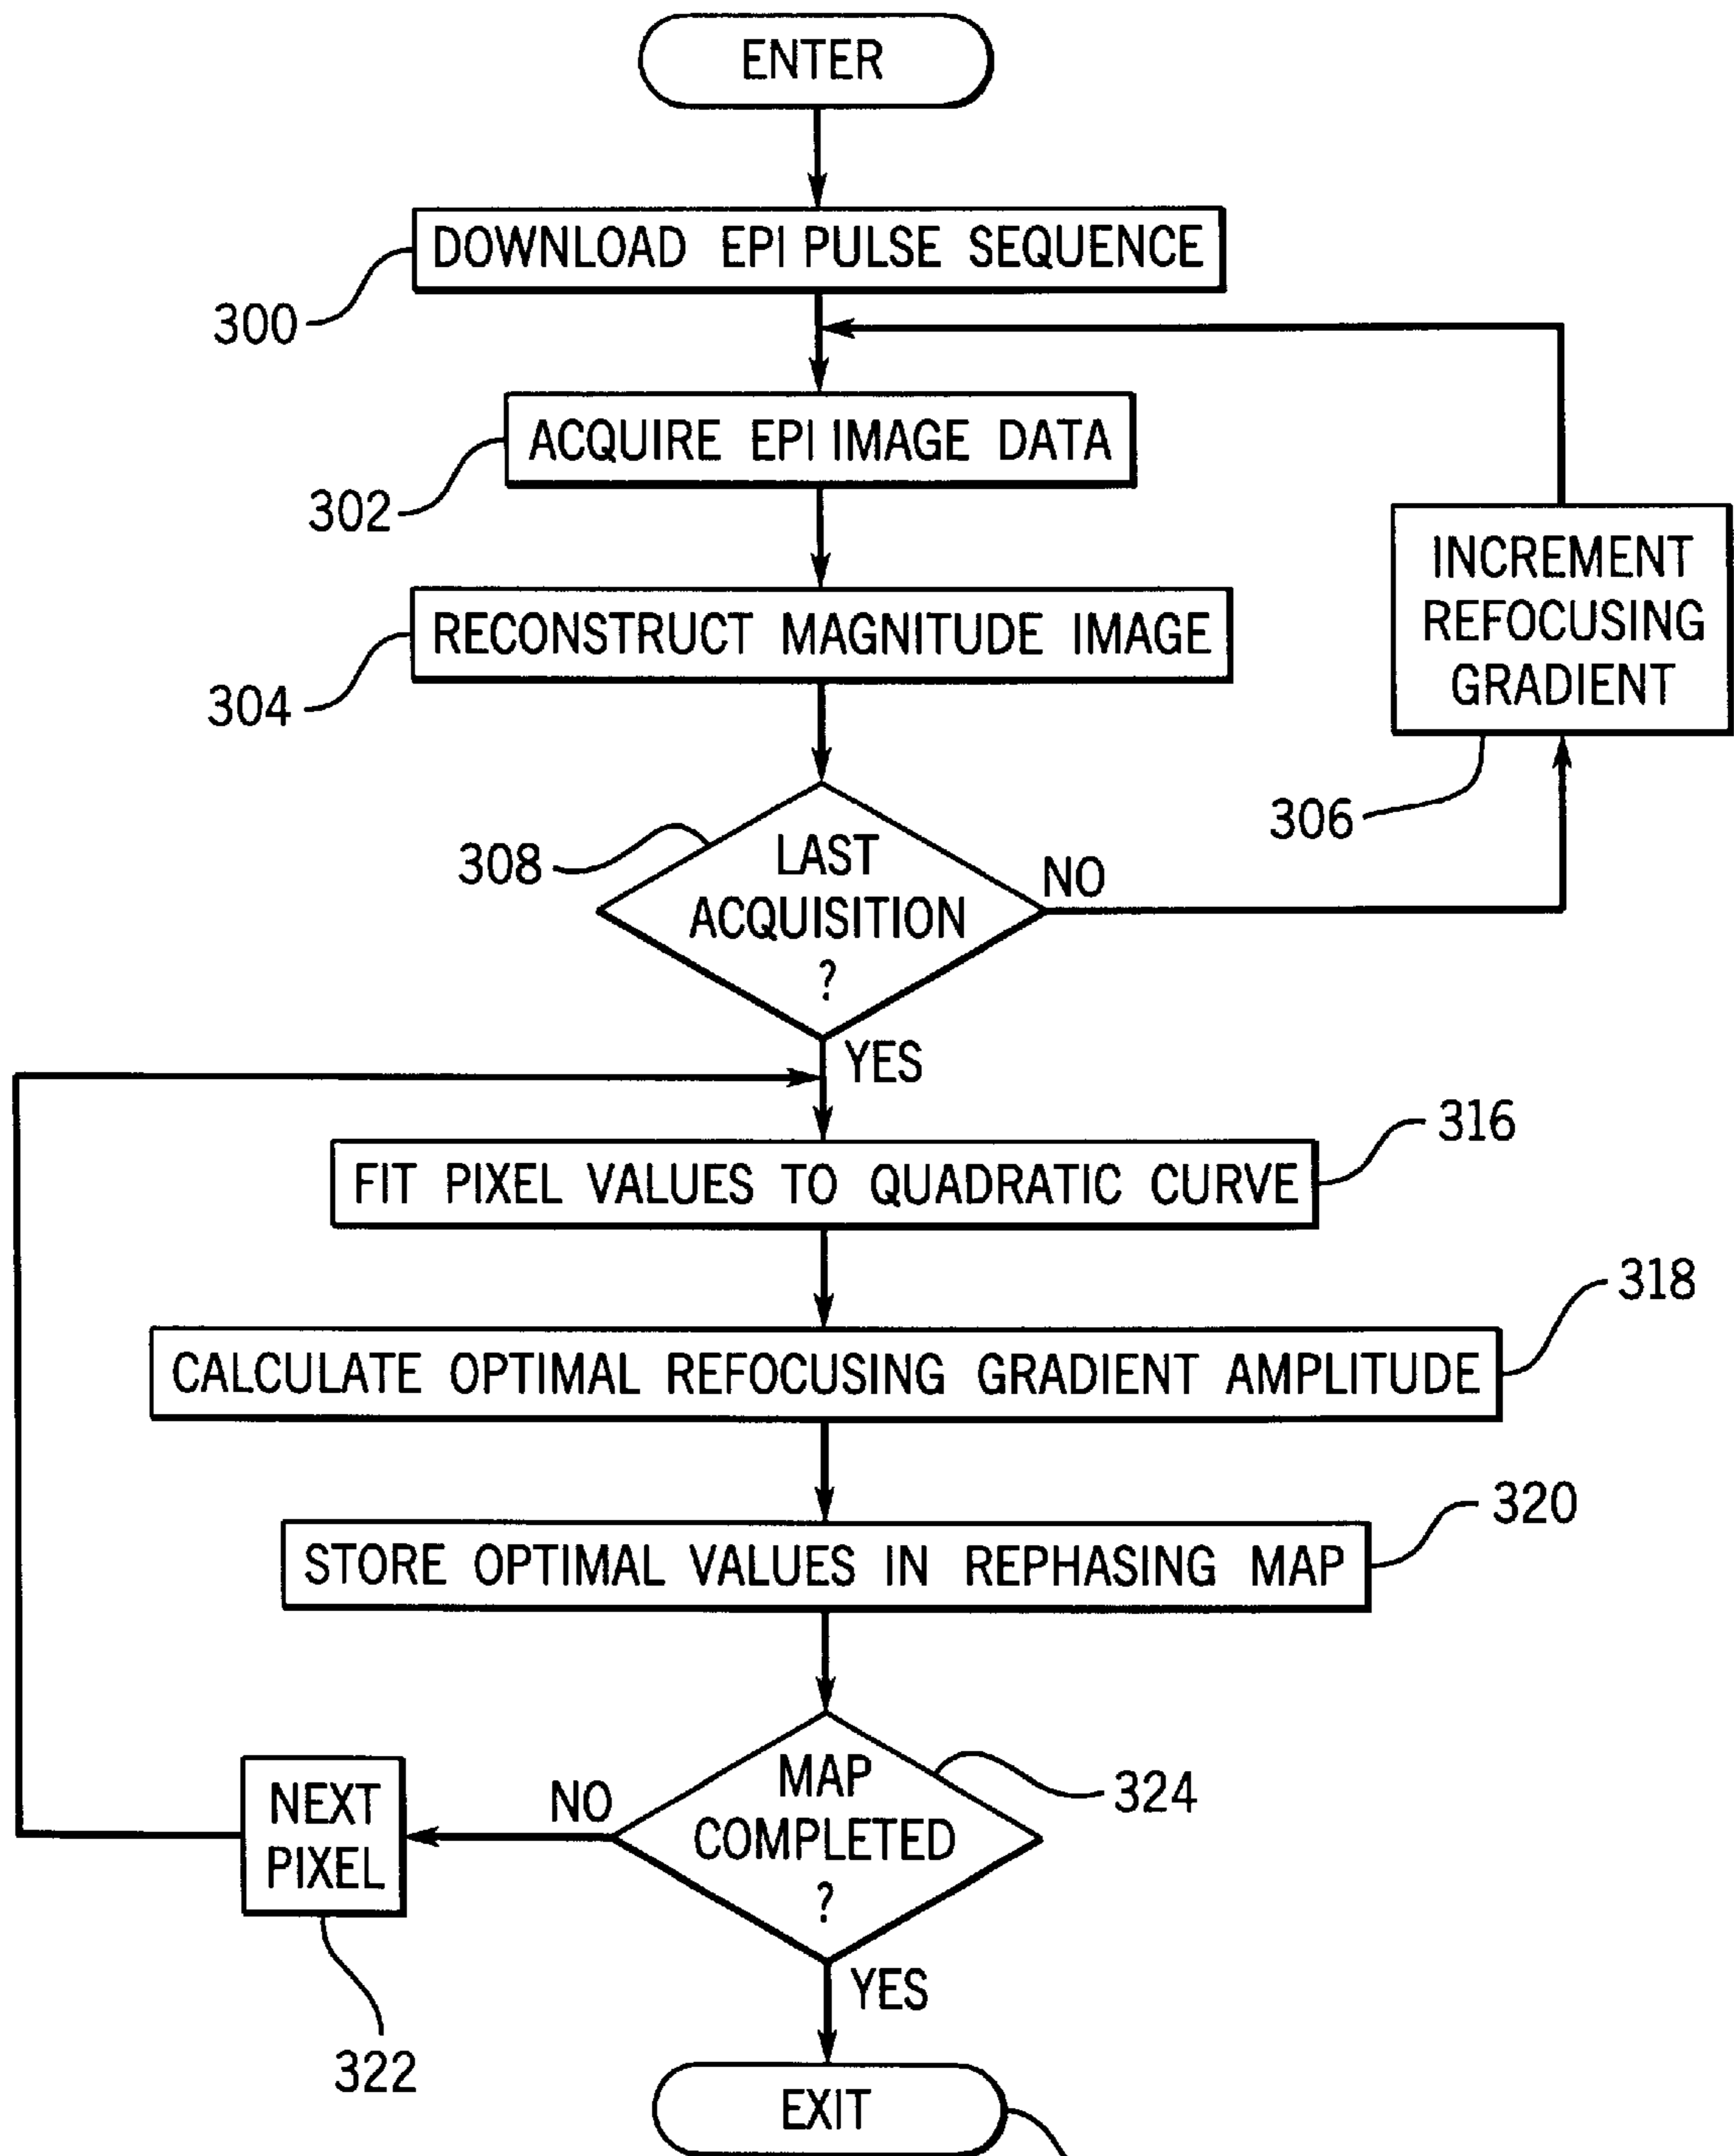 ENTER
DOWNLOAD EPI PULSE SEQUENCE
300
ACQUIRE EPI IMAGE DATA
302
INCREMENT
REFOCUSING
GRADIENT
306
RECONSTRUCT MAGNITUDE IMAGE
304
308
LAST
ACQUISITION
?
NO
YES
316
FIT PIXEL VALUES TO QUADRATIC CURVE
318
CALCULATE OPTIMAL REFOCUSING GRADIENT AMPLITUDE
320
STORE OPTIMAL VALUES IN REPHASING MAP
MAP
COMPLETED
?
324
NO
NEXT
PIXEL
322
YES
EXIT